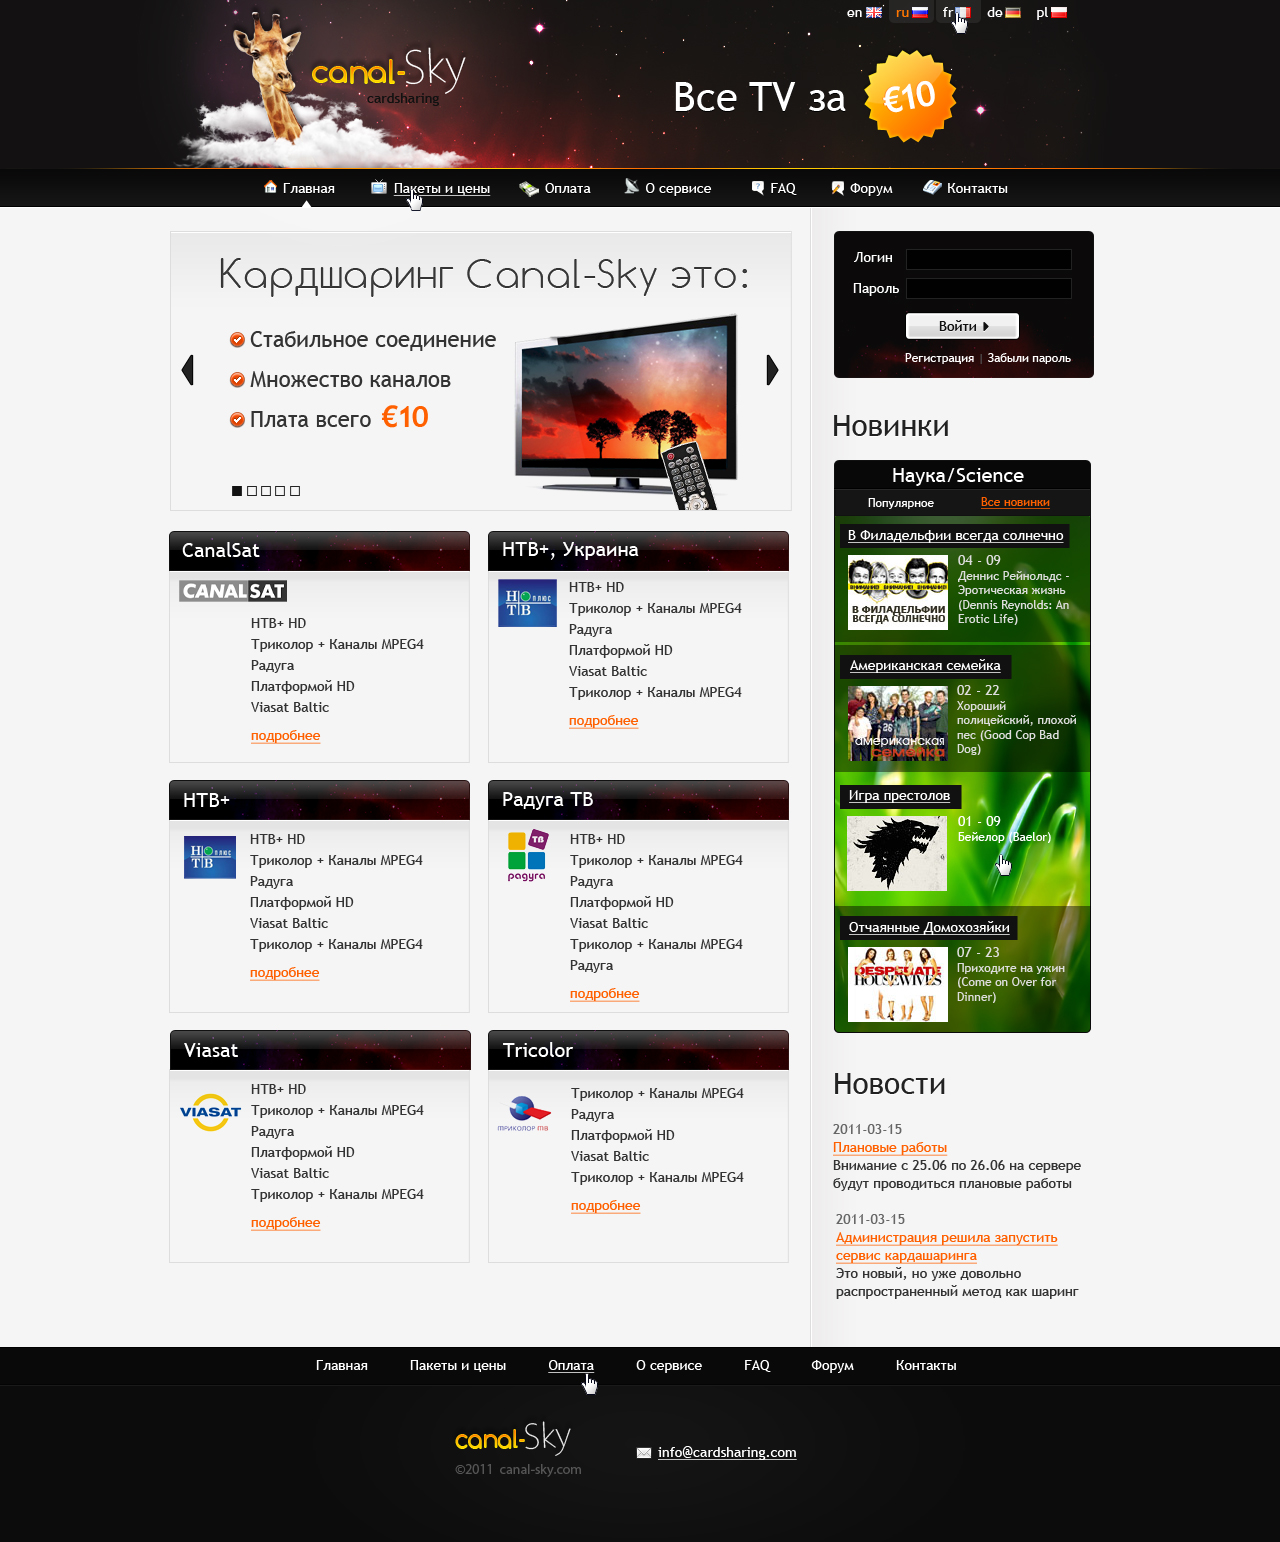 en ru fr de pl
canal-Sky
cardsharing
Все TV за €10
Главная Пакеты и цены Оплата О сервисе FAQ Форум Контакты
Кардшаринг Canal-Sky это:
Стабильное соединение
Множество каналов
Плата всего €10
Логин
Пароль
Войти
Регистрация | Забыли пароль
CanalSat
CANALSAT
НТВ+ HD
Триколор + Каналы MPEG4
Радуга
Платформой HD
Viasat Baltic
подробнее
НТВ+, Украина
НТВ плюс
НТВ+ HD
Триколор + Каналы MPEG4
Радуга
Платформой HD
Viasat Baltic
Триколор + Каналы MPEG4
подробнее
НТВ+
НТВ плюс
НТВ+ HD
Триколор + Каналы MPEG4
Радуга
Платформой HD
Viasat Baltic
Триколор + Каналы MPEG4
подробнее
Радуга ТВ
ТВ
радуга
НТВ+ HD
Триколор + Каналы MPEG4
Радуга
Платформой HD
Viasat Baltic
Триколор + Каналы MPEG4
Радуга
подробнее
Viasat
VIASAT
НТВ+ HD
Триколор + Каналы MPEG4
Радуга
Платформой HD
Viasat Baltic
Триколор + Каналы MPEG4
подробнее
Tricolor
ТРИКОЛОР ТВ
Триколор + Каналы MPEG4
Радуга
Платформой HD
Viasat Baltic
Триколор + Каналы MPEG4
подробнее
Новинки
Наука/Science
Популярное Все новинки
В Филадельфии всегда солнечно
ВНИМАНИЕ ВНИМАНИЕ ВНИМАНИЕ
В ФИЛАДЕЛЬФИИ
ВСЕГДА СОЛНЕЧНО
04 - 09
Деннис Рейнольдс -
Эротическая жизнь
(Dennis Reynolds: An
Erotic Life)
Американская семейка
американская
семейка
02 - 22
Хороший
полицейский, плохой
пес (Good Cop Bad
Dog)
Игра престолов
01 - 09
Бейелор (Baelor)
Отчаянные Домохозяйки
DESPERATE
HOUSEWIVES
07 - 23
Приходите на ужин
(Come on Over for
Dinner)
Новости
2011-03-15
Плановые работы
Внимание с 25.06 по 26.06 на сервере
будут проводиться плановые работы
2011-03-15
Администрация решила запустить
сервис кардашаринга
Это новый, но уже довольно
распространенный метод как шаринг
Главная Пакеты и цены Оплата О сервисе FAQ Форум Контакты
canal-Sky
©2011 canal-sky.com
info@cardsharing.com